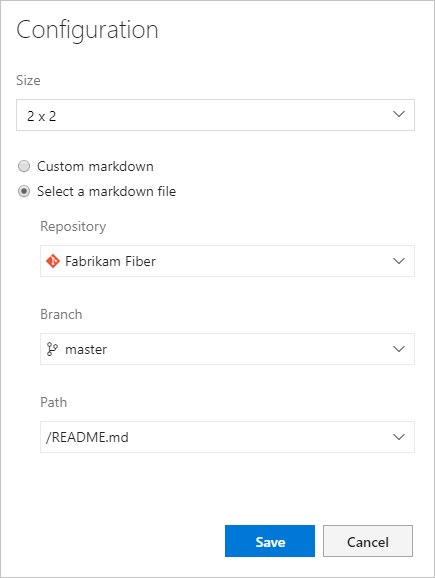 Configuration
Size
2 x 2
Custom markdown
Select a markdown file
Repository
Fabrikam Fiber
Branch
master
Path
/README.md
Save
Cancel